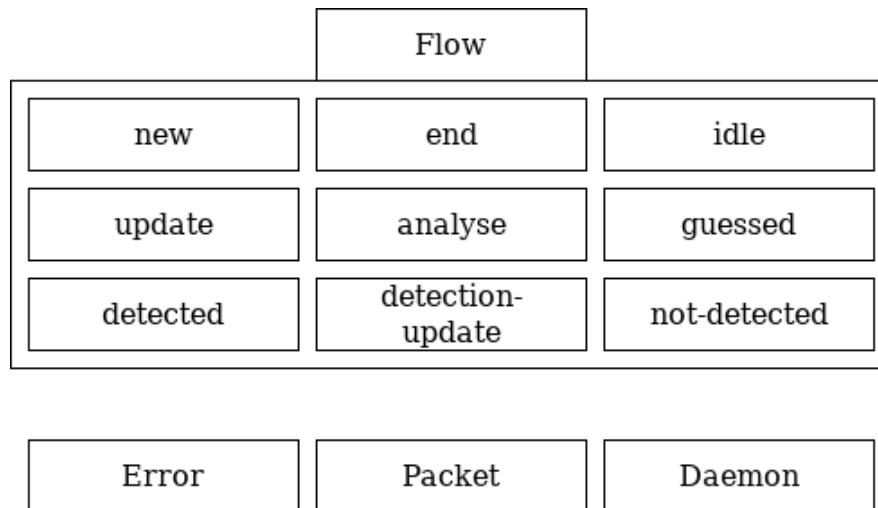 Flow
new end idle
update analyse guessed
detected detection-
update not-detected
Error Packet Daemon